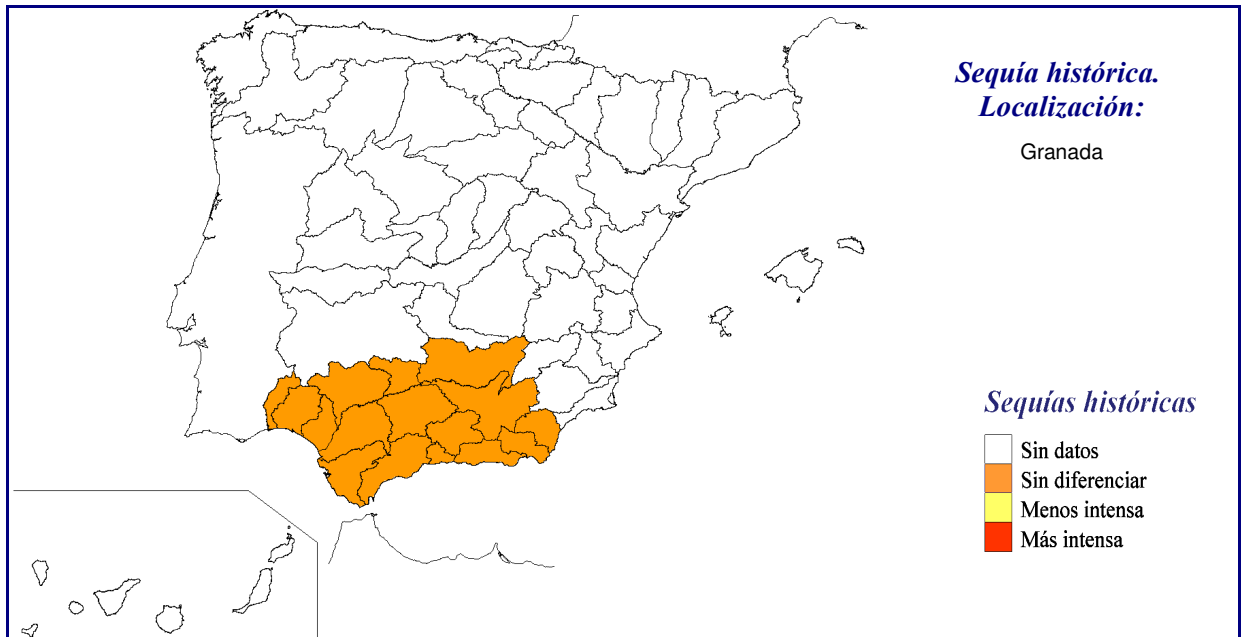 Sequía histórica.
Localización:
Granada
Sequías históricas
Sin datos
Sin diferenciar
Menos intensa
Más intensa